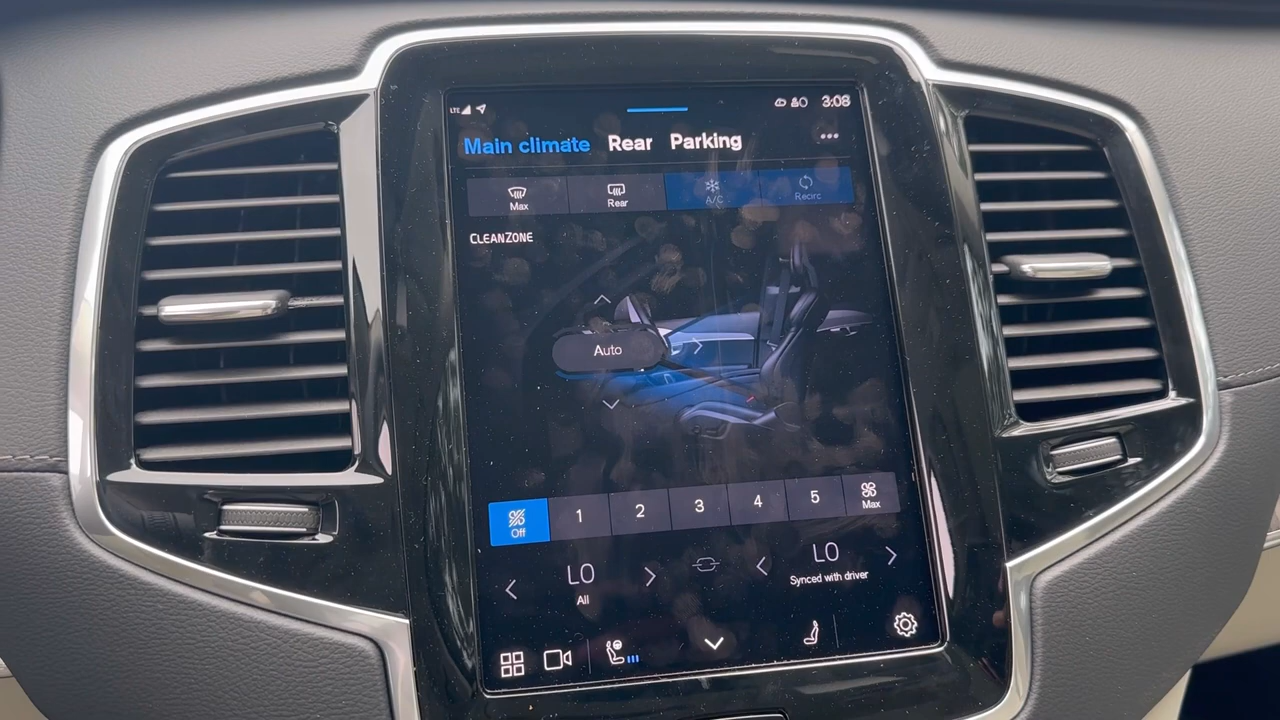 LTE 3:08
Main climate Rear Parking
Max Rear A/C Recirc
CLEANZONE
Auto
Off 1 2 3 4 5 Max
LO LO
All Synced with driver